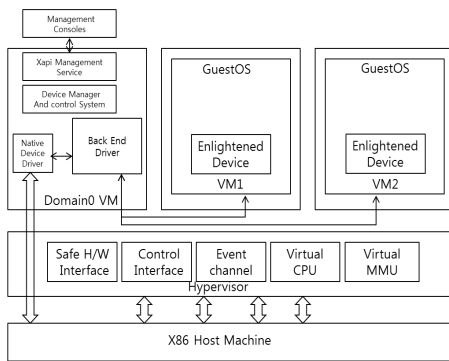 Management
Consoles
Xapi Management
Service
Device Manager
And control System
Native
Device
Driver
Back End
Driver
Domain0 VM
GuestOS
Enlightened
Device
VM1
GuestOS
Enlightened
Device
VM2
Safe H/W
Interface
Control
Interface
Event
channel
Virtual
CPU
Virtual
MMU
Hypervisor
X86 Host Machine